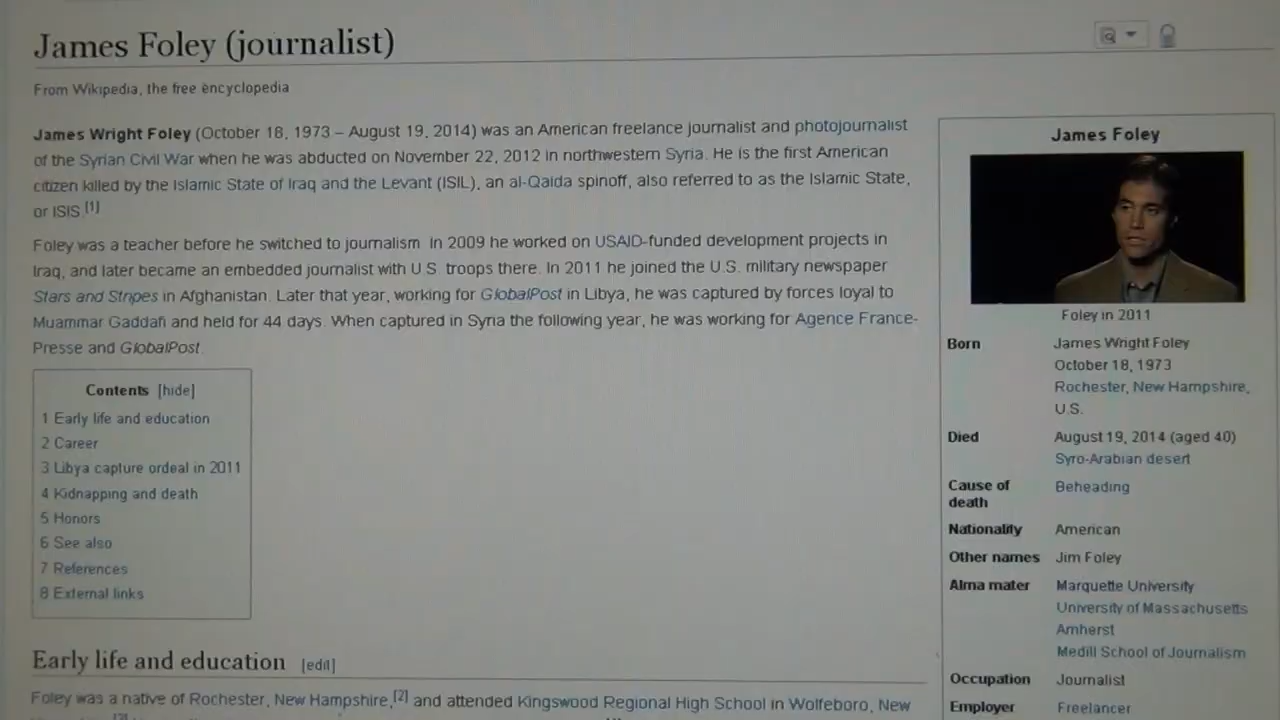 James Foley (journalist)
From Wikipedia, the free encyclopedia
James Wright Foley (October 18, 1973 – August 19, 2014) was an American freelance journalist and photojournalist
of the Syrian Civil War when he was abducted on November 22, 2012 in northwestern Syria. He is the first American
citizen killed by the Islamic State of Iraq and the Levant (ISIL), an al-Qaida spinoff, also referred to as the Islamic State,
or ISIS.[1]
Foley was a teacher before he switched to journalism. In 2009 he worked on USAID-funded development projects in
Iraq, and later became an embedded journalist with U.S. troops there. In 2011 he joined the U.S. military newspaper
Stars and Stripes in Afghanistan. Later that year, working for GlobalPost in Libya, he was captured by forces loyal to
Muammar Gaddafi and held for 44 days. When captured in Syria the following year, he was working for Agence France-
Presse and GlobalPost.
Contents [hide]
1 Early life and education
2 Career
3 Libya capture ordeal in 2011
4 Kidnapping and death
5 Honors
6 See also
7 References
8 External links
Early life and education [edit]
Foley was a native of Rochester, New Hampshire,[2] and attended Kingswood Regional High School in Wolfeboro, New
James Foley
Foley in 2011
Born James Wright Foley
October 18, 1973
Rochester, New Hampshire,
U.S.
Died August 19, 2014 (aged 40)
Syro-Arabian desert
Cause of Beheading
death
Nationality American
Other names Jim Foley
Alma mater Marquette University
University of Massachusetts
Amherst
Medill School of Journalism
Occupation Journalist
Employer Freelancer